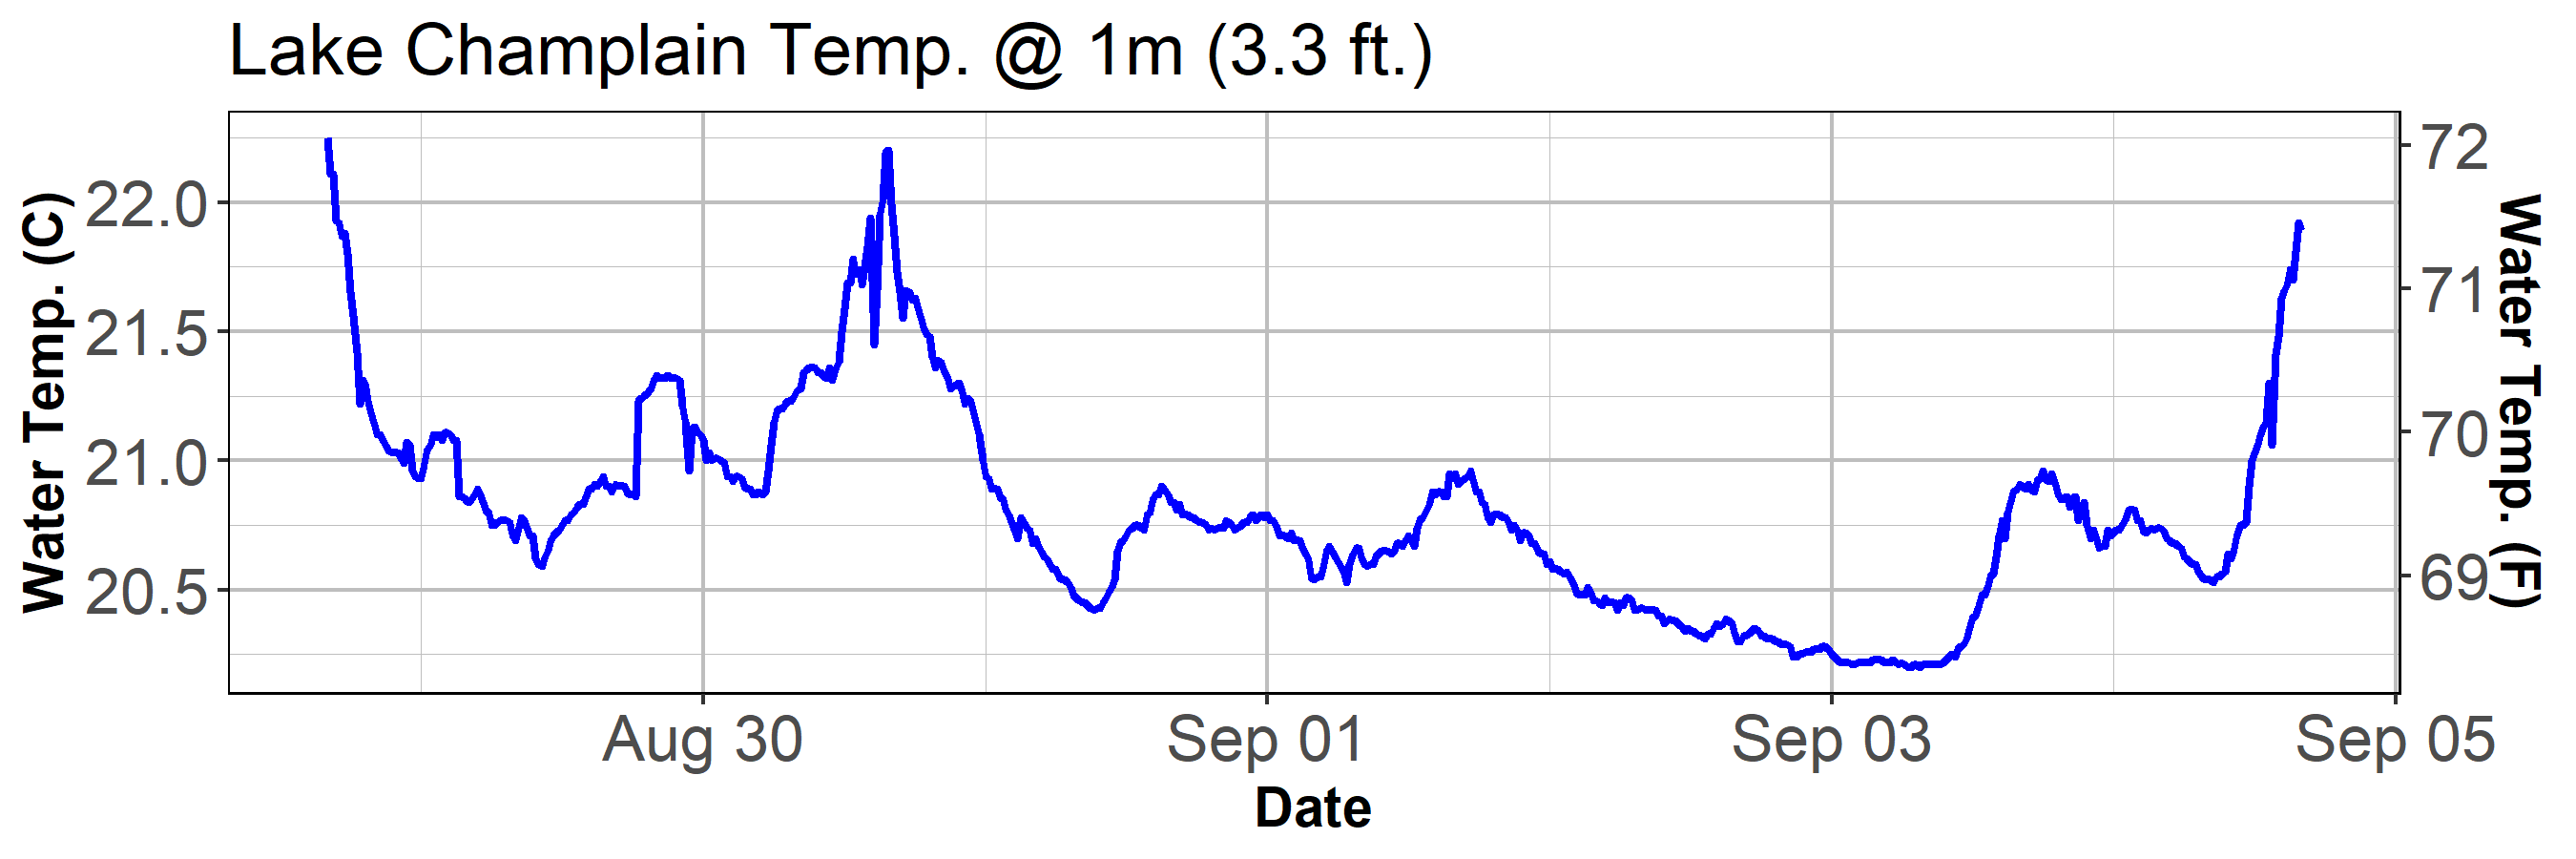 Lake Champlain Temp. @ 1m (3.3 ft.)
Water Temp. (C)
22.0
21.5
21.0
20.5
72
71
70
69
Water Temp. (F)
Aug 30
Sep 01
Sep 03
Sep 05
Date